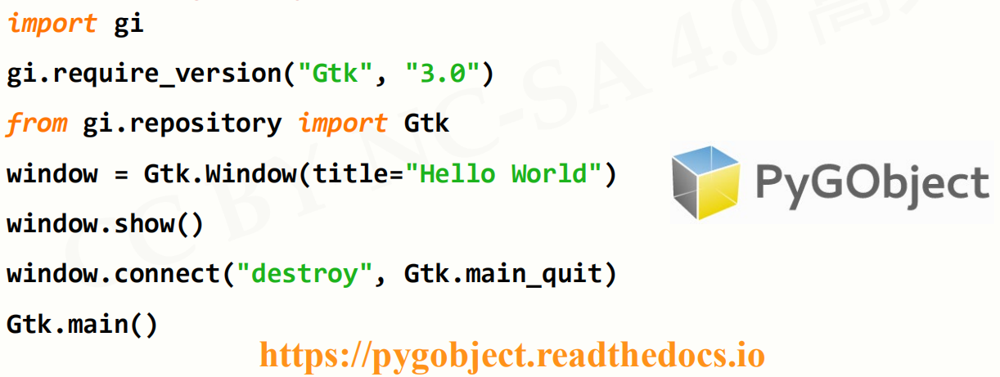 import gi
gi.require_version("Gtk", "3.0")
from gi.repository import Gtk
window = Gtk.Window(title="Hello World")
PyGObject
window.show()
window.connect("destroy", Gtk.main_quit)
Gtk.main()
https://pygobject.readthedocs.io
CC BY NC-SA 4.0